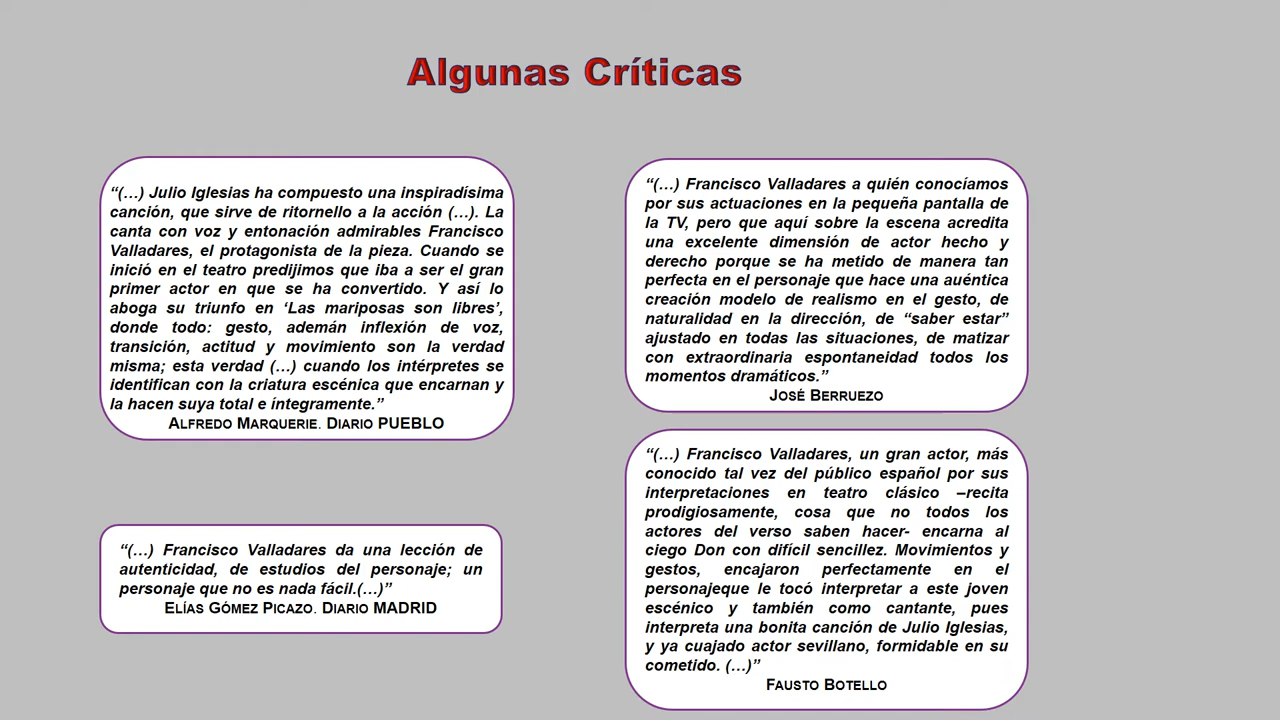 Algunas Críticas
“(…) Julio Iglesias ha compuesto una inspiradísima
canción, que sirve de ritornello a la acción (…). La
canta con voz y entonación admirables Francisco
Valladares, el protagonista de la pieza. Cuando se
inició en el teatro predijimos que iba a ser el gran
primer actor en que se ha convertido. Y así lo
aboga su triunfo en ‘Las mariposas son libres’,
donde todo: gesto, ademán inflexión de voz,
transición, actitud y movimiento son la verdad
misma; esta verdad (…) cuando los intérpretes se
identifican con la criatura escénica que encarnan y
la hacen suya total e íntegramente.”
ALFREDO MARQUERIE. DIARIO PUEBLO
“(…) Francisco Valladares da una lección de
autenticidad, de estudios del personaje; un
personaje que no es nada fácil.(…)”
ELÍAS GÓMEZ PICAZO. DIARIO MADRID
“(…) Francisco Valladares a quién conocíamos
por sus actuaciones en la pequeña pantalla de
la TV, pero que aquí sobre la escena acredita
una excelente dimensión de actor hecho y
derecho porque se ha metido de manera tan
perfecta en el personaje que hace una auéntica
creación modelo de realismo en el gesto, de
naturalidad en la dirección, de “saber estar”
ajustado en todas las situaciones, de matizar
con extraordinaria espontaneidad todos los
momentos dramáticos.”
JOSÉ BERRUEZO
“(…) Francisco Valladares, un gran actor, más
conocido tal vez del público español por sus
interpretaciones en teatro clásico –recita
prodigiosamente, cosa que no todos los
actores del verso saben hacer- encarna al
ciego Don con difícil sencillez. Movimientos y
gestos, encajaron perfectamente en el
personajeque le tocó interpretar a este joven
escénico y también como cantante, pues
interpreta una bonita canción de Julio Iglesias,
y ya cuajado actor sevillano, formidable en su
cometido. (…)”
FAUSTO BOTELLO